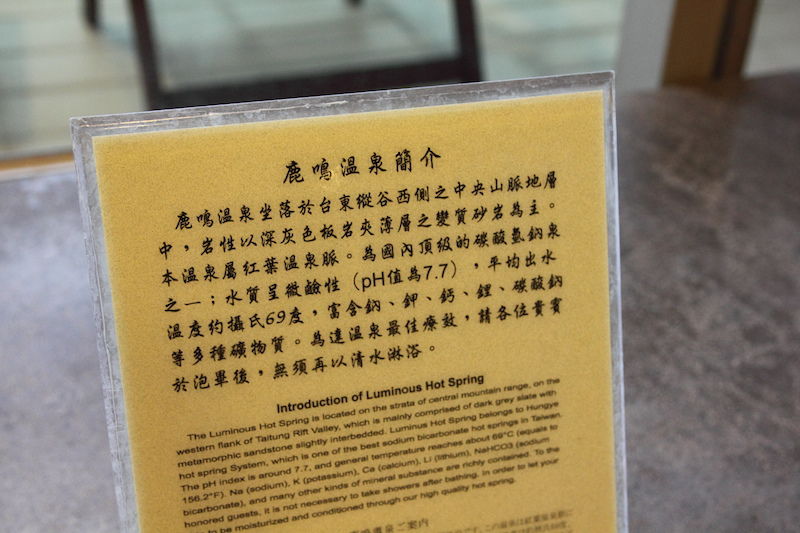 鹿鳴溫泉簡介
鹿鳴溫泉坐落於台東縱谷西側之中央山脈地層
中，岩性以深灰色板岩夾薄層之變質砂岩為主。
本溫泉屬紅葉溫泉脈。為國內頂級的碳酸氫鈉泉
之一；水質呈微鹼性（pH值為7.7），平均出水
溫度約攝氏69度，富含鈉、鉀、鈣、鋰、碳酸鈉
等多種礦物質。為達溫泉最佳療效，請各位貴賓
於泡畢後，無須再以清水淋浴。
Introduction of Luminous Hot Spring
The Luminous Hot Spring is located on the strata of central mountain range, on the
western flank of Taitung Rift Valley, which is mainly comprised of dark grey slate with
metamorphic sandstone slightly interbedded. Luminus Hot Spring belongs to Hungye
hot spring System, which is one of the best sodium bicarbonate hot springs in Taiwan.
The pH index is around 7.7, and general temperature reaches about 69°C (equals to
156.2°F). Na (sodium), K (potassium), Ca (calcium), Li (lithium), NaHCO3 (sodium
bicarbonate), and many other kinds of mineral substance are richly contained. To the
honored guests, it is not necessary to take showers after bathing, in order to let your
to be moisturized and conditioned through our high quality hot spring.
溫泉ご案内